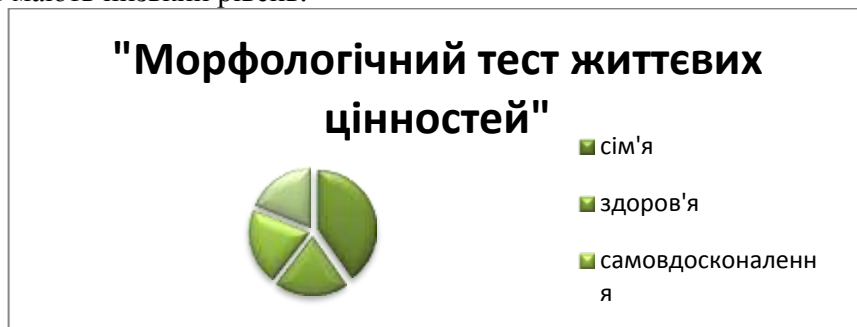 "Морфологічний тест життєвих
цінностей"
сім'я
здоров'я
самовдосконаленн
я